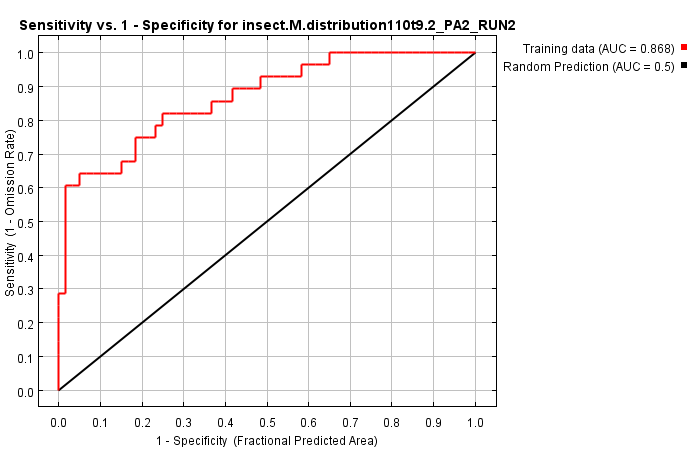 Sensitivity vs. 1 - Specificity for insect.M.distribution110t9.2_PA2_RUN2
Training data (AUC = 0.868)
Random Prediction (AUC = 0.5)
Sensitivity (1 - Omission Rate)
1.0
0.9
0.8
0.7
0.6
0.5
0.4
0.3
0.2
0.1
0.0
0.0 0.1 0.2 0.3 0.4 0.5 0.6 0.7 0.8 0.9 1.0
1 - Specificity (Fractional Predicted Area)